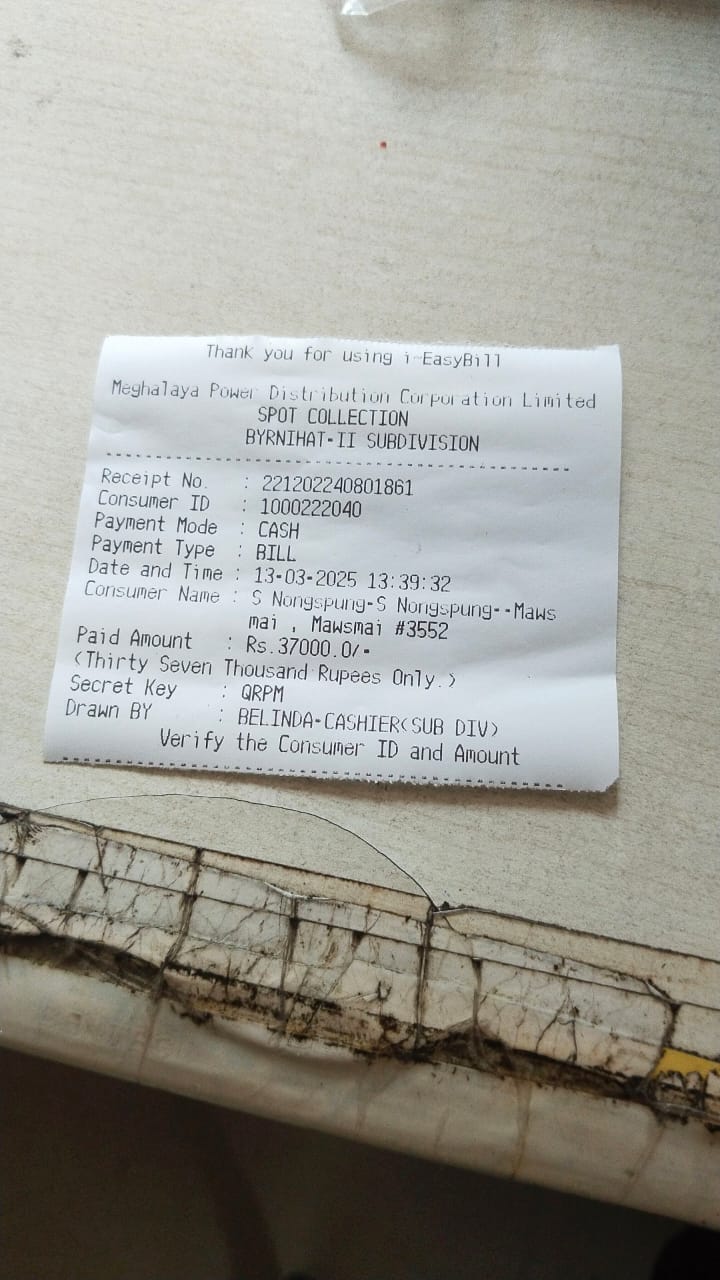 Thank you for using i-EasyBill
Meghalaya Power Distribution Corporation Limited
SPOT COLLECTION
BYRNIHAT-II SUBDIVISION
--------------------------------------------
Receipt No. : 221202240801861
Consumer ID : 1000222040
Payment Mode : CASH
Payment Type : BILL
Date and Time : 13-03-2025 13:39:32
Consumer Name : S Nongspung-S Nongspung--Maws
mai , Mawsmai #3552
Paid Amount : Rs.37000.0/-
(Thirty Seven Thousand Rupees Only.)
Secret Key : QRPM
Drawn BY : BELINDA-CASHIER(SUB DIV)
Verify the Consumer ID and Amount